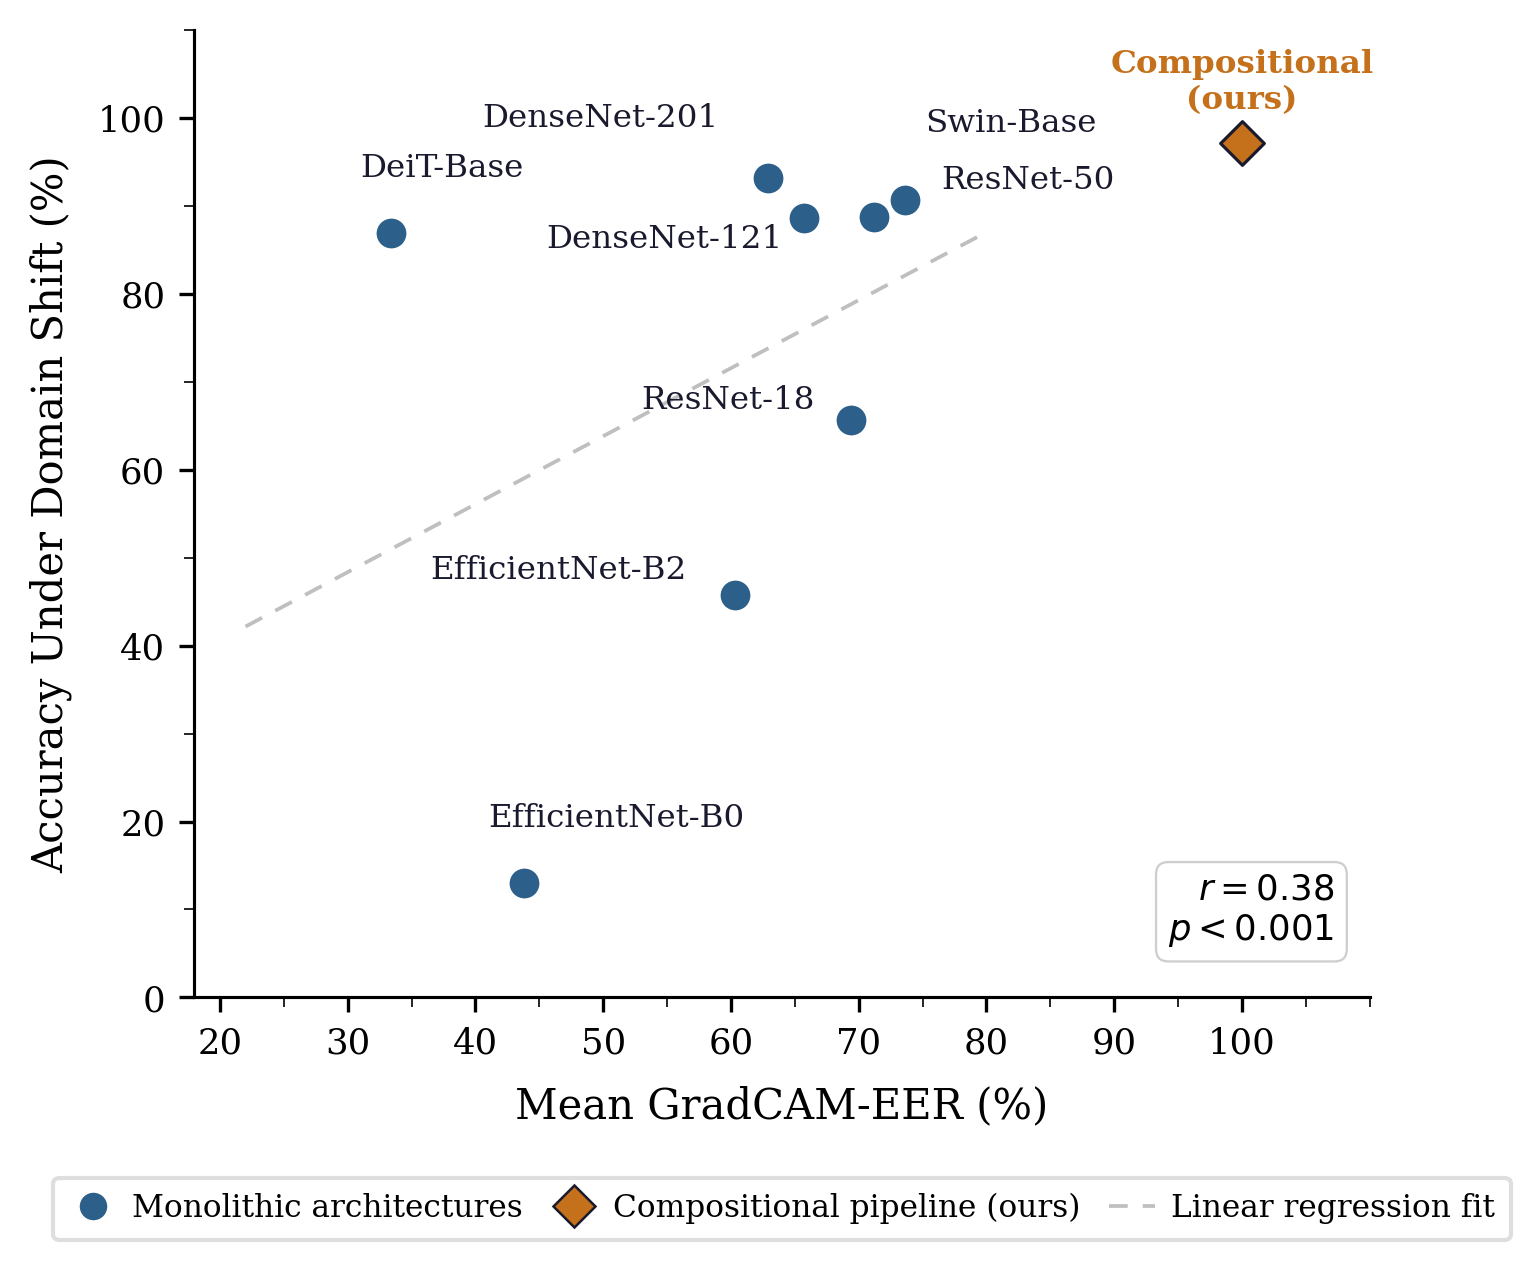 Compositional
(ours)
DenseNet-201
Swin-Base
DeiT-Base
ResNet-50
DenseNet-121
ResNet-18
EfficientNet-B2
EfficientNet-B0
r = 0.38
p < 0.001
Accuracy Under Domain Shift (%)
100
80
60
40
20
0
20 30 40 50 60 70 80 90 100
Mean GradCAM-EER (%)
Monolithic architectures Compositional pipeline (ours) Linear regression fit